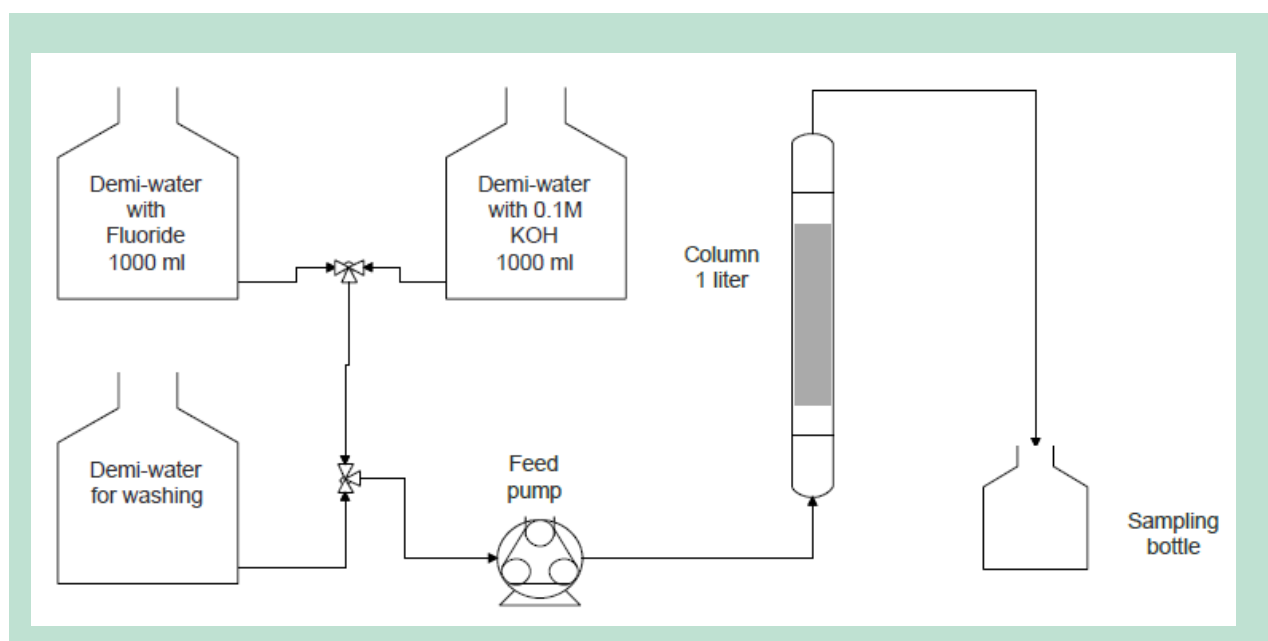 Demi-water
with
Fluoride
1000 ml
Demi-water
with 0.1M
KOH
1000 ml
Column
1 liter
Demi-water
for washing
Feed
pump
Sampling
bottle